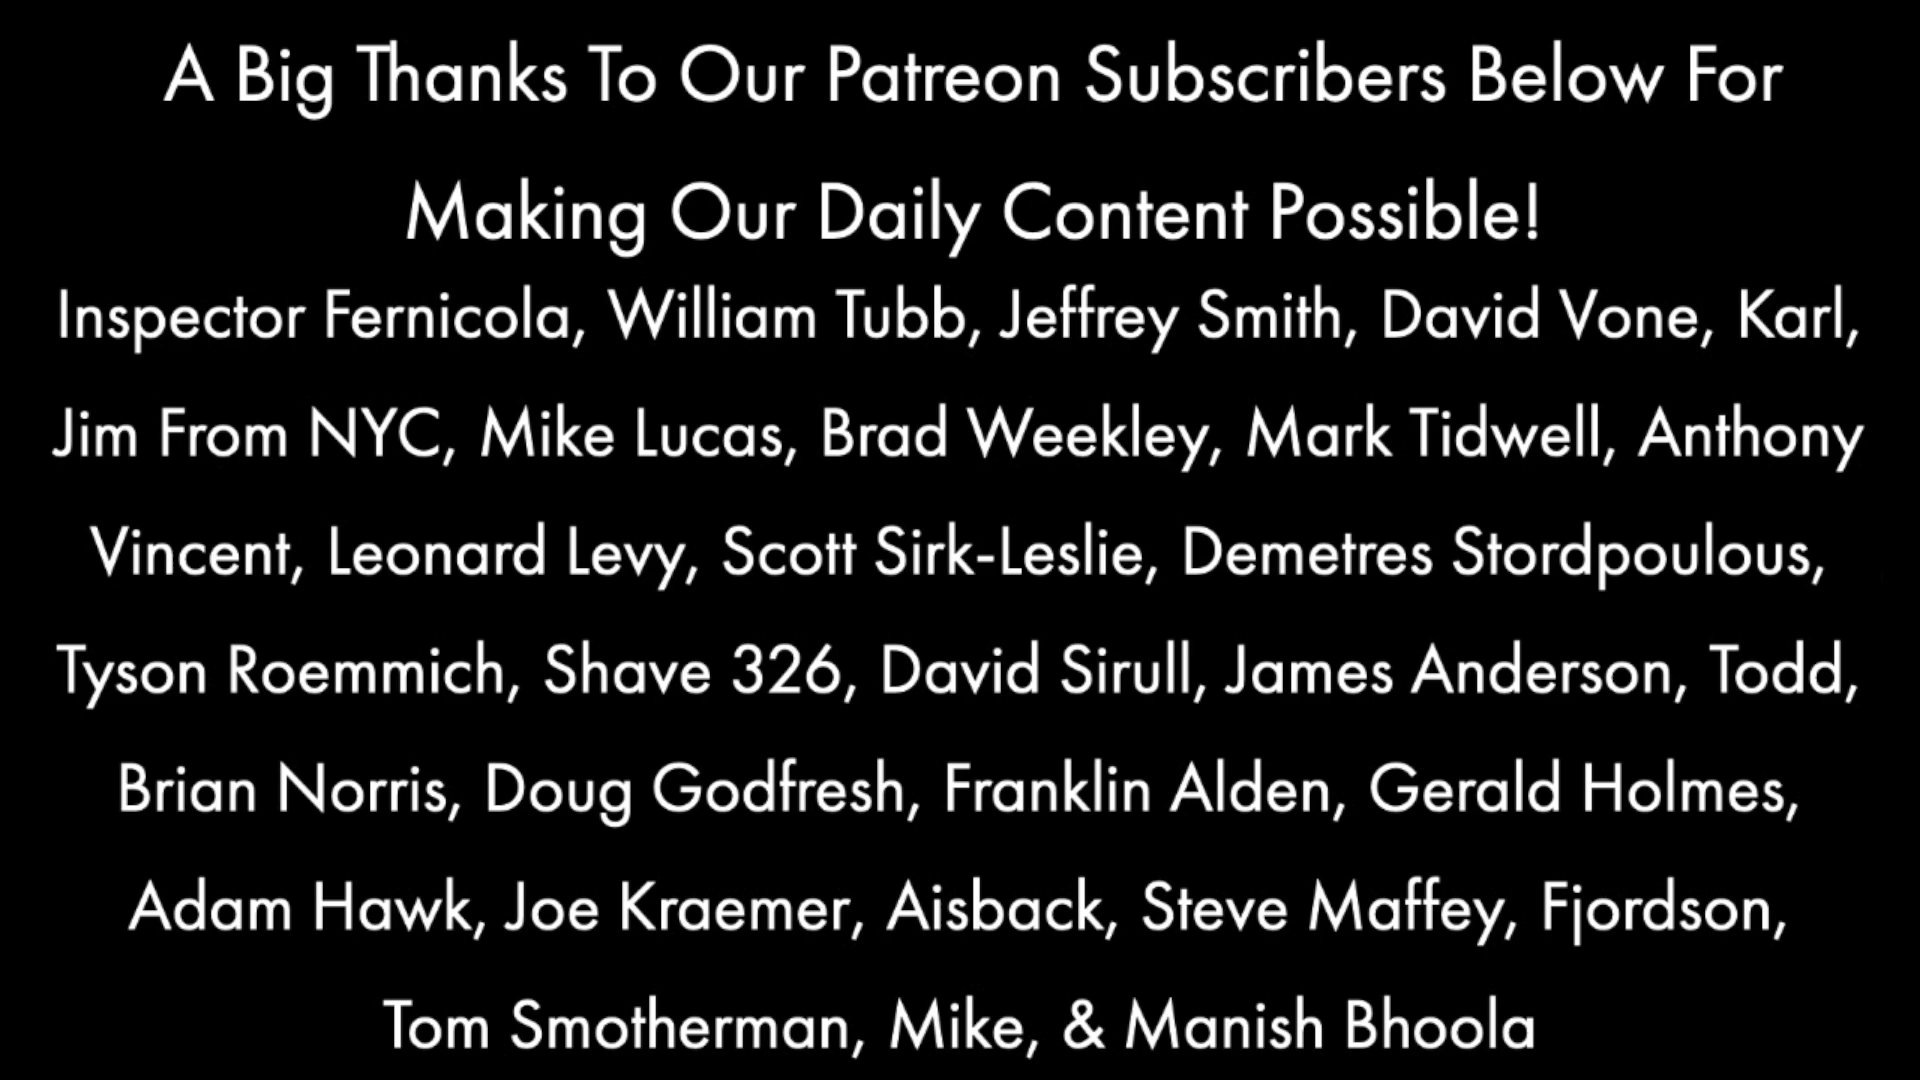 A Big Thanks To Our Patreon Subscribers Below For
Making Our Daily Content Possible!
Inspector Fernicola, William Tubb, Jeffrey Smith, David Vone, Karl,
Jim From NYC, Mike Lucas, Brad Weekley, Mark Tidwell, Anthony
Vincent, Leonard Levy, Scott Sirk-Leslie, Demetres Stordpoulous,
Tyson Roemmich, Shave 326, David Sirull, James Anderson, Todd,
Brian Norris, Doug Godfresh, Franklin Alden, Gerald Holmes,
Adam Hawk, Joe Kraemer, Aisback, Steve Maffey, Fjordson,
Tom Smotherman, Mike, & Manish Bhoola